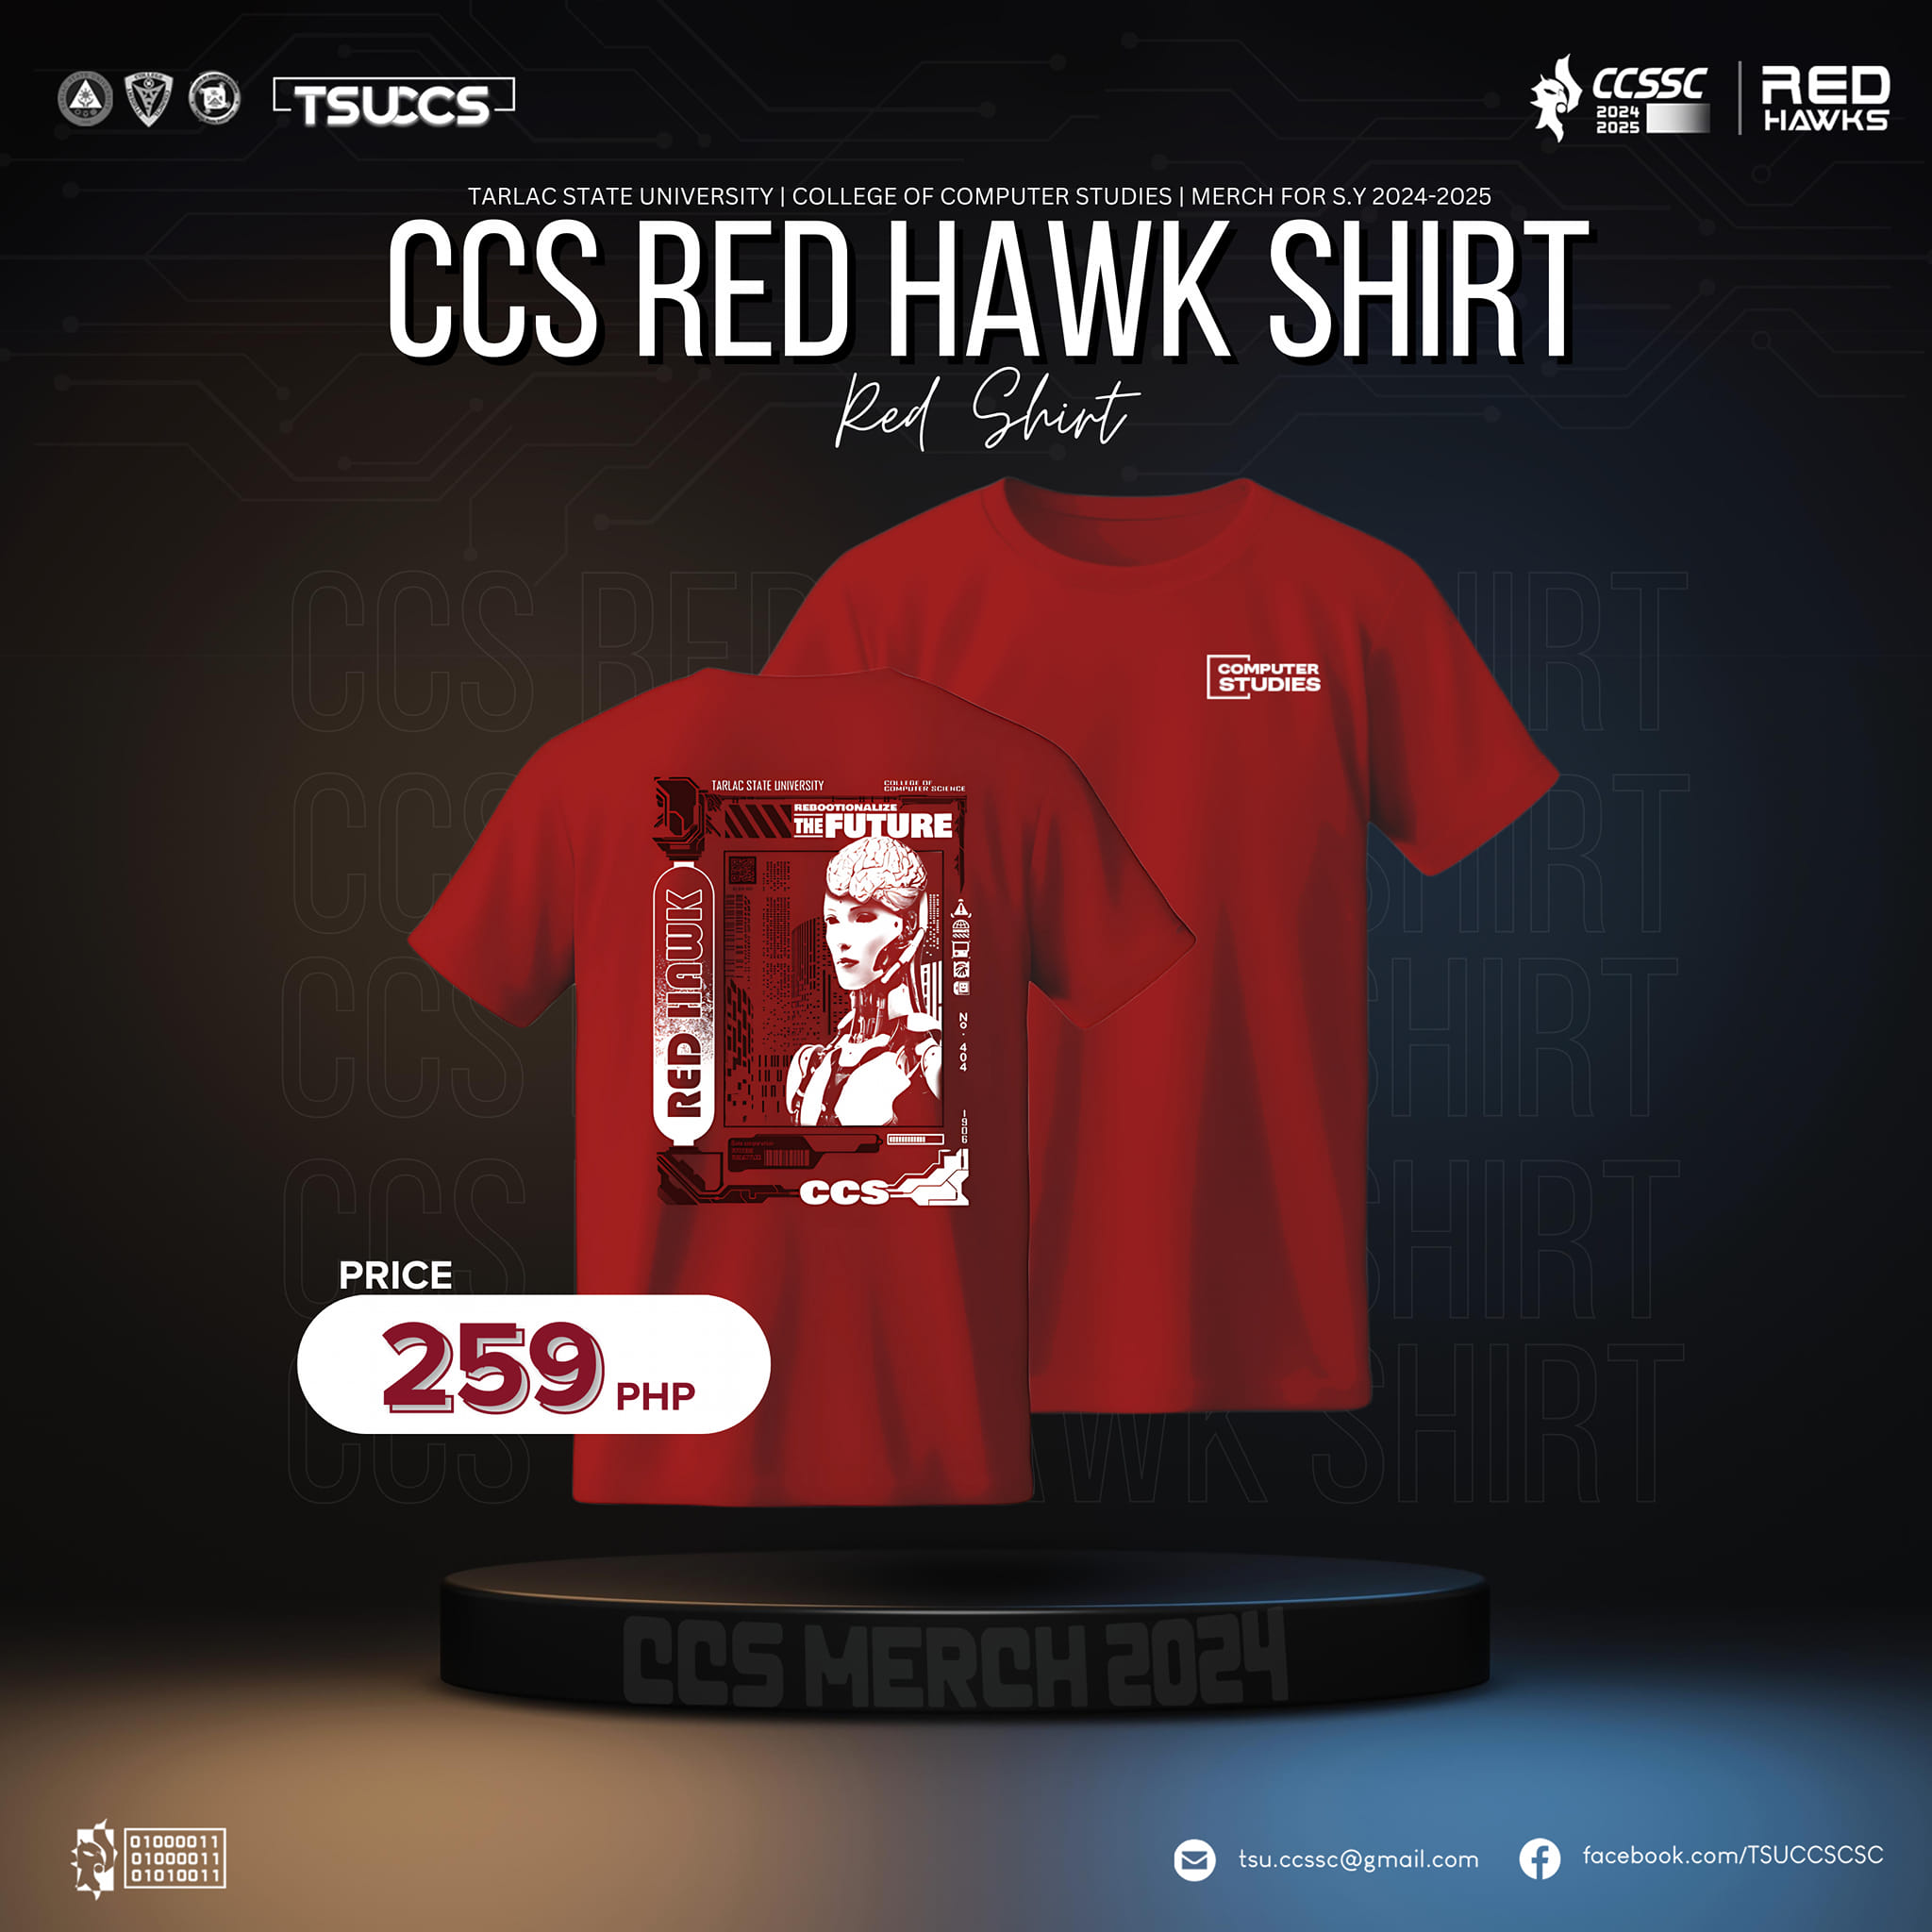 TSUCCS
CCSSC
2024
2025
RED
HAWKS
TARLAC STATE UNIVERSITY | COLLEGE OF COMPUTER STUDIES | MERCH FOR S.Y 2024-2025
CCS RED HAWK SHIRT
Red Shirt
COMPUTER
STUDIES
TARLAC STATE UNIVERSITY
COLLEGE OF
COMPUTER SCIENCE
REBOOTIONALIZE
THE FUTURE
RED HAWK
No. 404
1906
CCS
PRICE
259 PHP
CCS MERCH 2024
01000011
01000011
01010011
tsu.ccssc@gmail.com
facebook.com/TSUCCSCSC